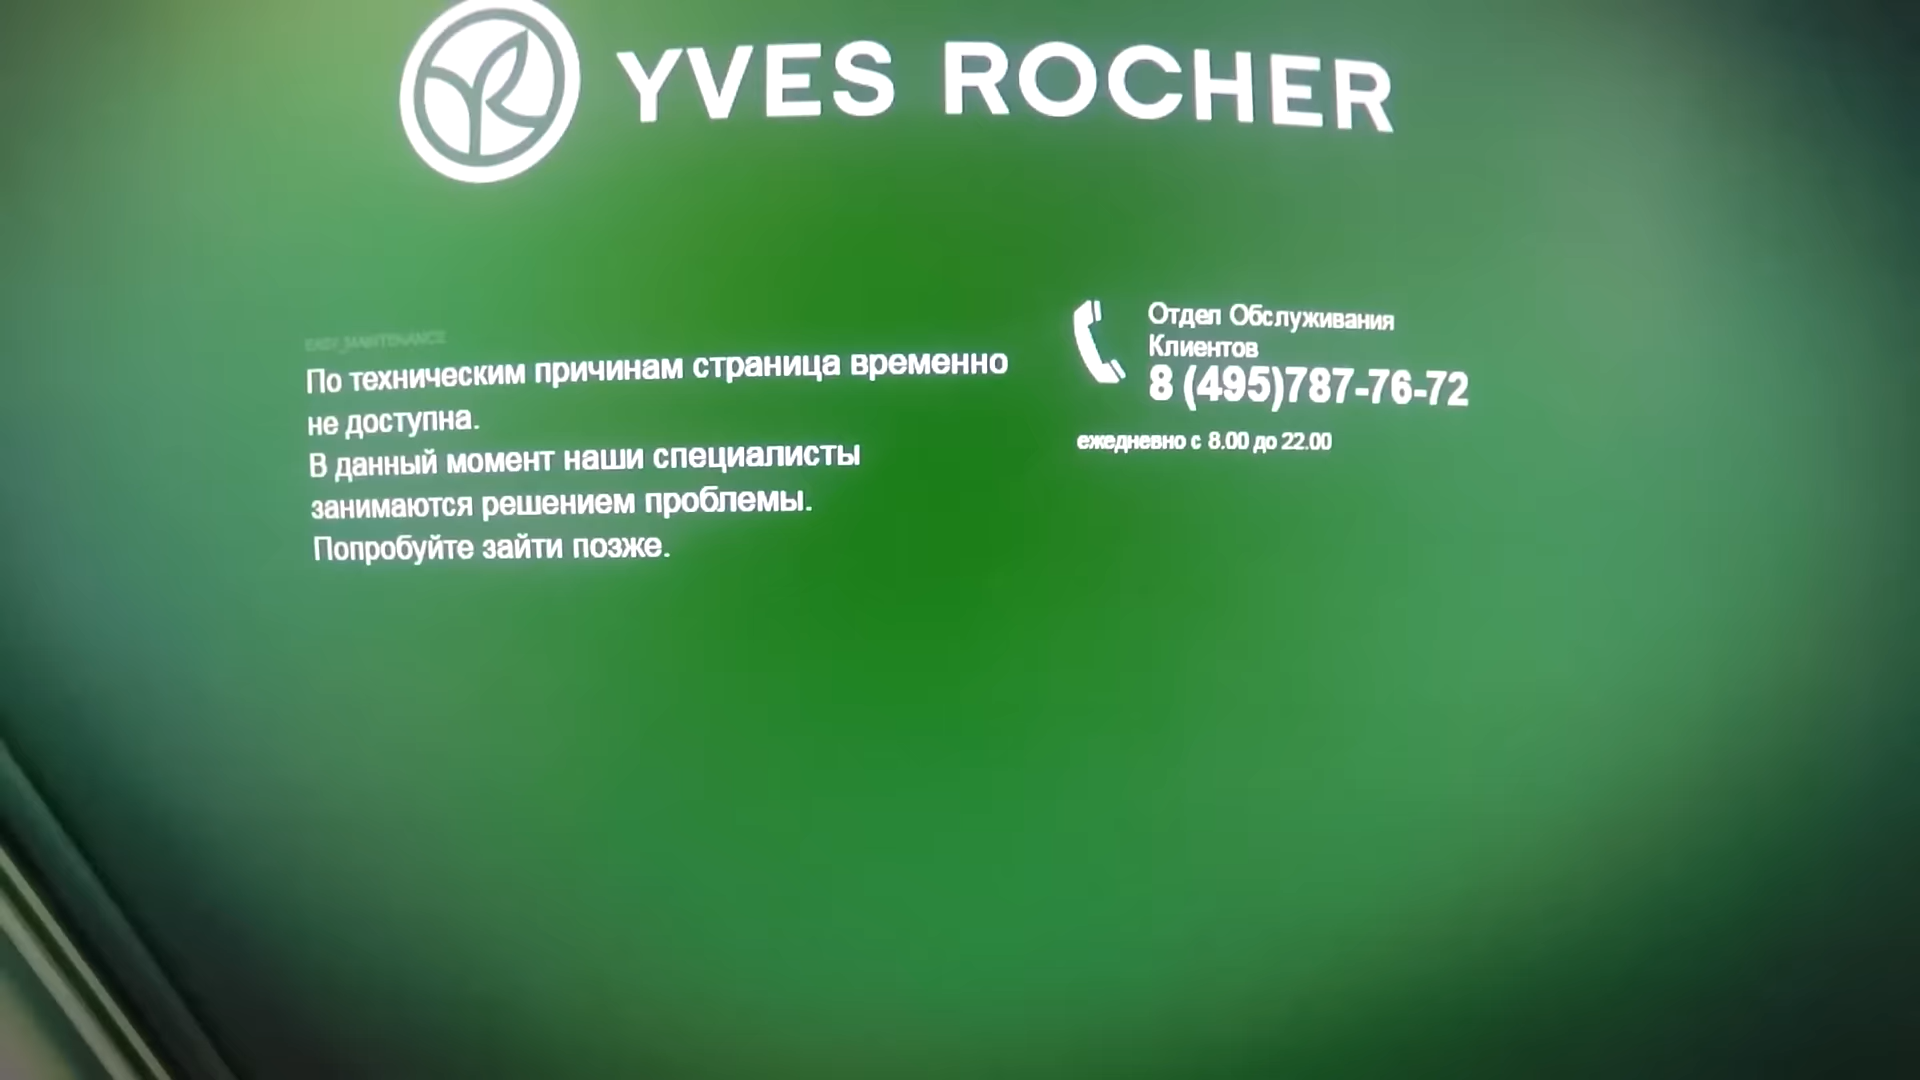 YVES ROCHER
EASY_MAINTENANCE
По техническим причинам страница временно
не доступна.
В данный момент наши специалисты
занимаются решением проблемы.
Попробуйте зайти позже.
Отдел Обслуживания
Клиентов
8 (495)787-76-72
ежедневно с 8.00 до 22.00